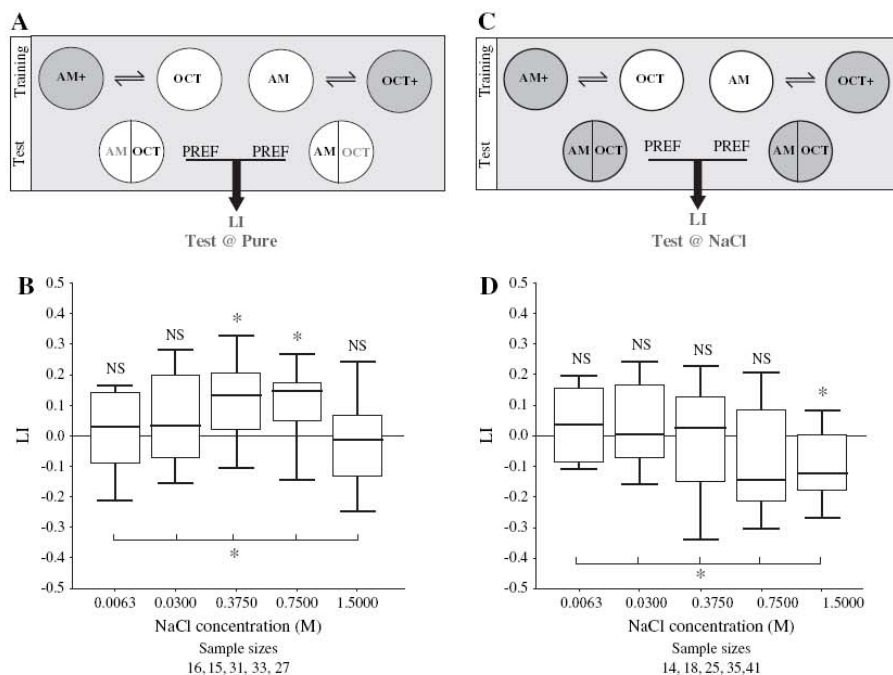 A
Training
AM+ ⇌ OCT AM ⇌ OCT+
Test
AM OCT PREF PREF AM OCT
LI
Test @ Pure
B
LI
0.5
0.4
0.3
0.2
0.1
0.0
-0.1
-0.2
-0.3
-0.4
-0.5
NS NS * * NS
*
0.0063 0.0300 0.3750 0.7500 1.5000
NaCl concentration (M)
Sample sizes
16, 15, 31, 33, 27
C
Training
AM+ ⇌ OCT AM ⇌ OCT+
Test
AM OCT PREF PREF AM OCT
LI
Test @ NaCl
D
LI
0.5
0.4
0.3
0.2
0.1
0.0
-0.1
-0.2
-0.3
-0.4
-0.5
NS NS NS NS *
*
0.0063 0.0300 0.3750 0.7500 1.5000
NaCl concentration (M)
Sample sizes
14, 18, 25, 35,41